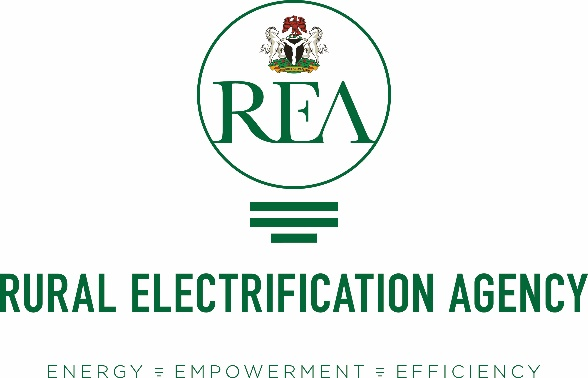 REA
RURAL ELECTRIFICATION AGENCY
ENERGY EMPOWERMENT EFFICIENCY